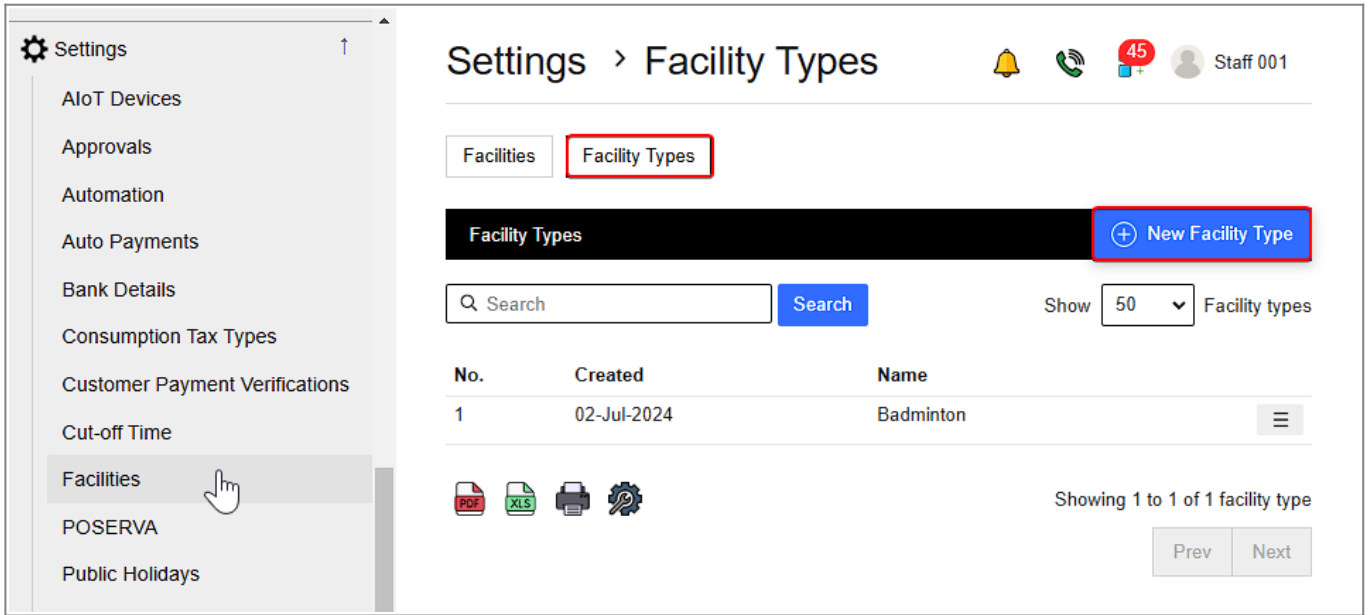 Settings ↑
AIoT Devices
Approvals
Automation
Auto Payments
Bank Details
Consumption Tax Types
Customer Payment Verifications
Cut-off Time
Facilities
POSERVA
Public Holidays
Settings > Facility Types
45
Staff 001
Facilities
Facility Types
Facility Types
New Facility Type
Search
Search
Show 50 Facility types
No. Created Name
1 02-Jul-2024 Badminton
PDF XLS
Showing 1 to 1 of 1 facility type
Prev Next